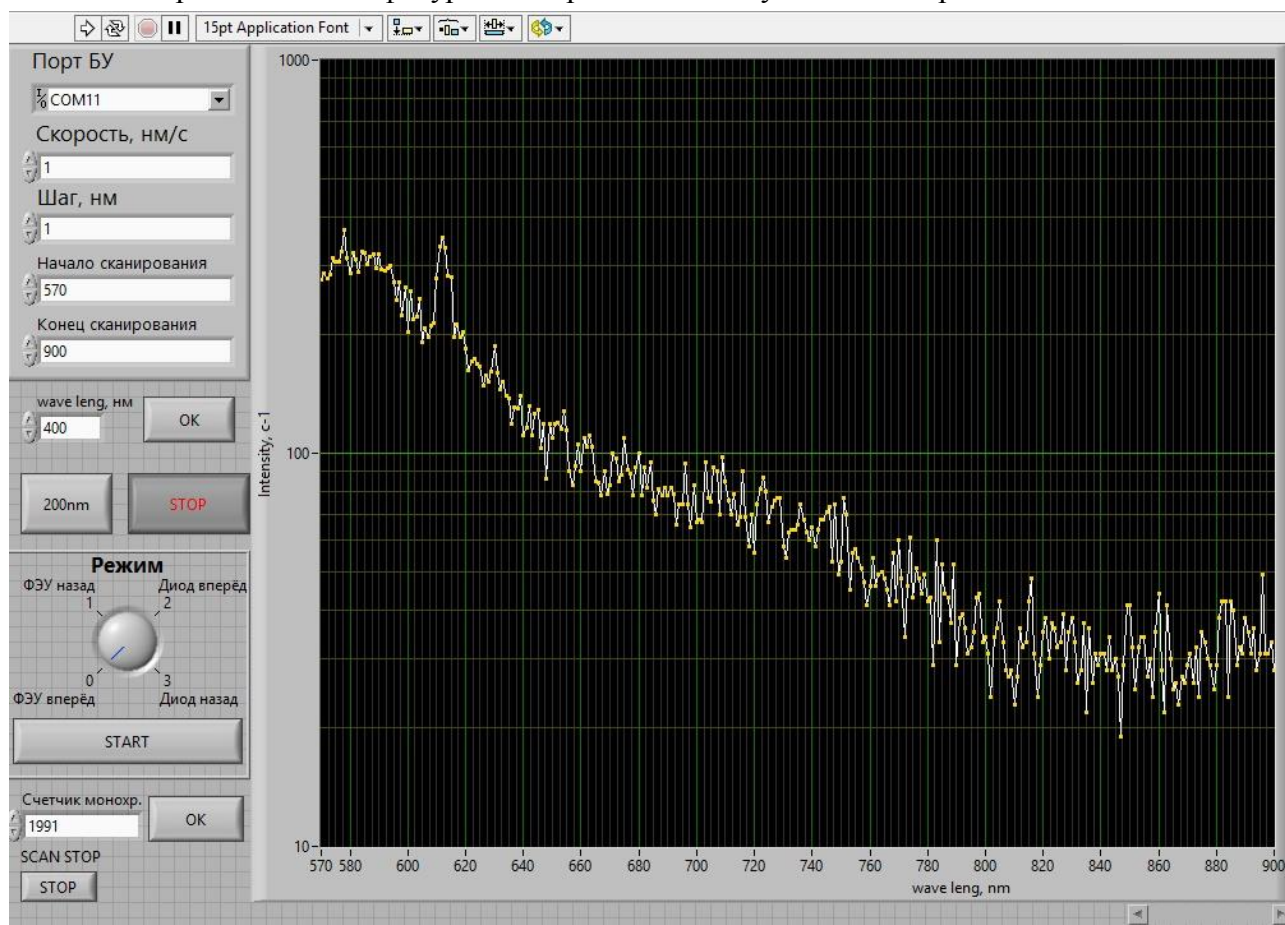 15pt Application Font
Порт БУ
COM11
Скорость, нм/с
1
Шаг, нм
1
Начало сканирования
570
Конец сканирования
900
wave leng, нм
400
OK
200nm
STOP
Режим
ФЭУ назад
Диод вперёд
1
2
0
3
ФЭУ вперёд
Диод назад
START
Счетчик монохр.
1991
OK
SCAN STOP
STOP
1000
100
10
Intensity, c-1
570 580 600 620 640 660 680 700 720 740 760 780 800 820 840 860 880 900
wave leng, nm